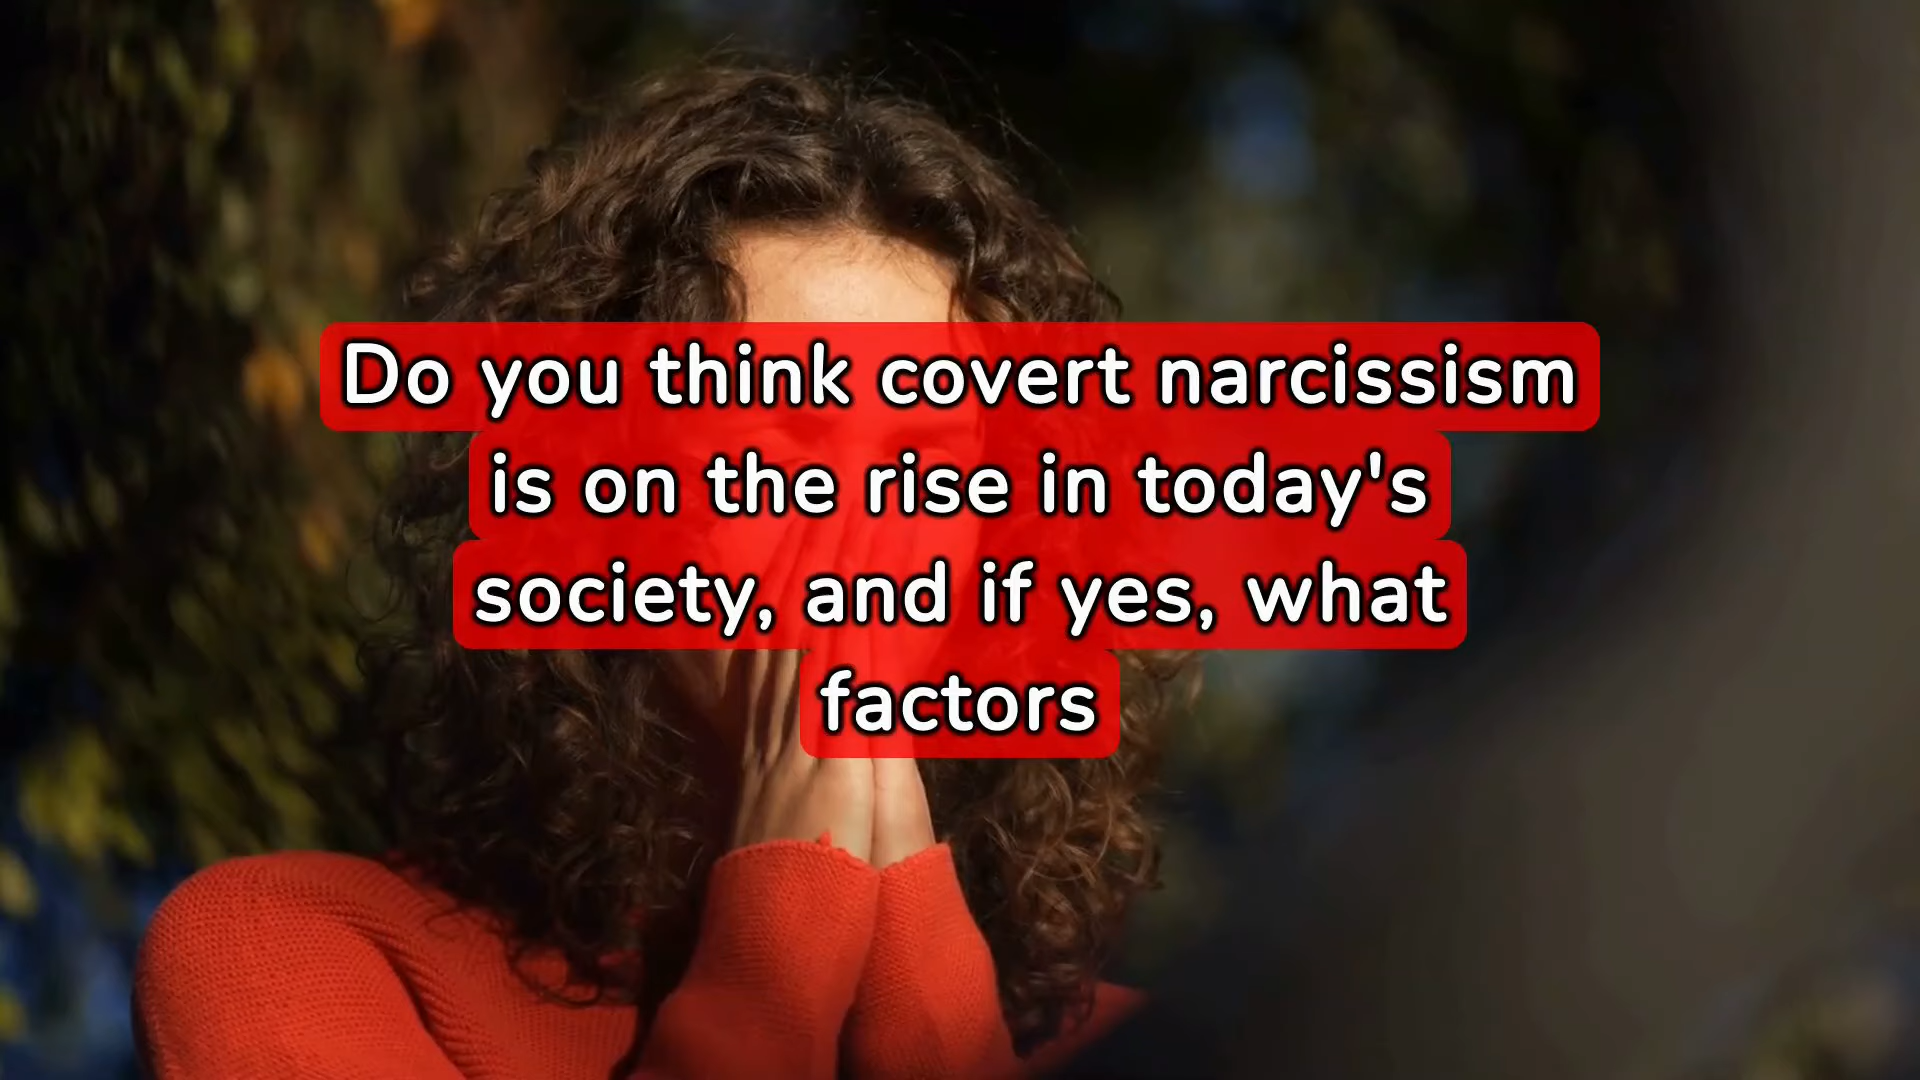 Do you think covert narcissism
is on the rise in today's
society, and if yes, what
factors